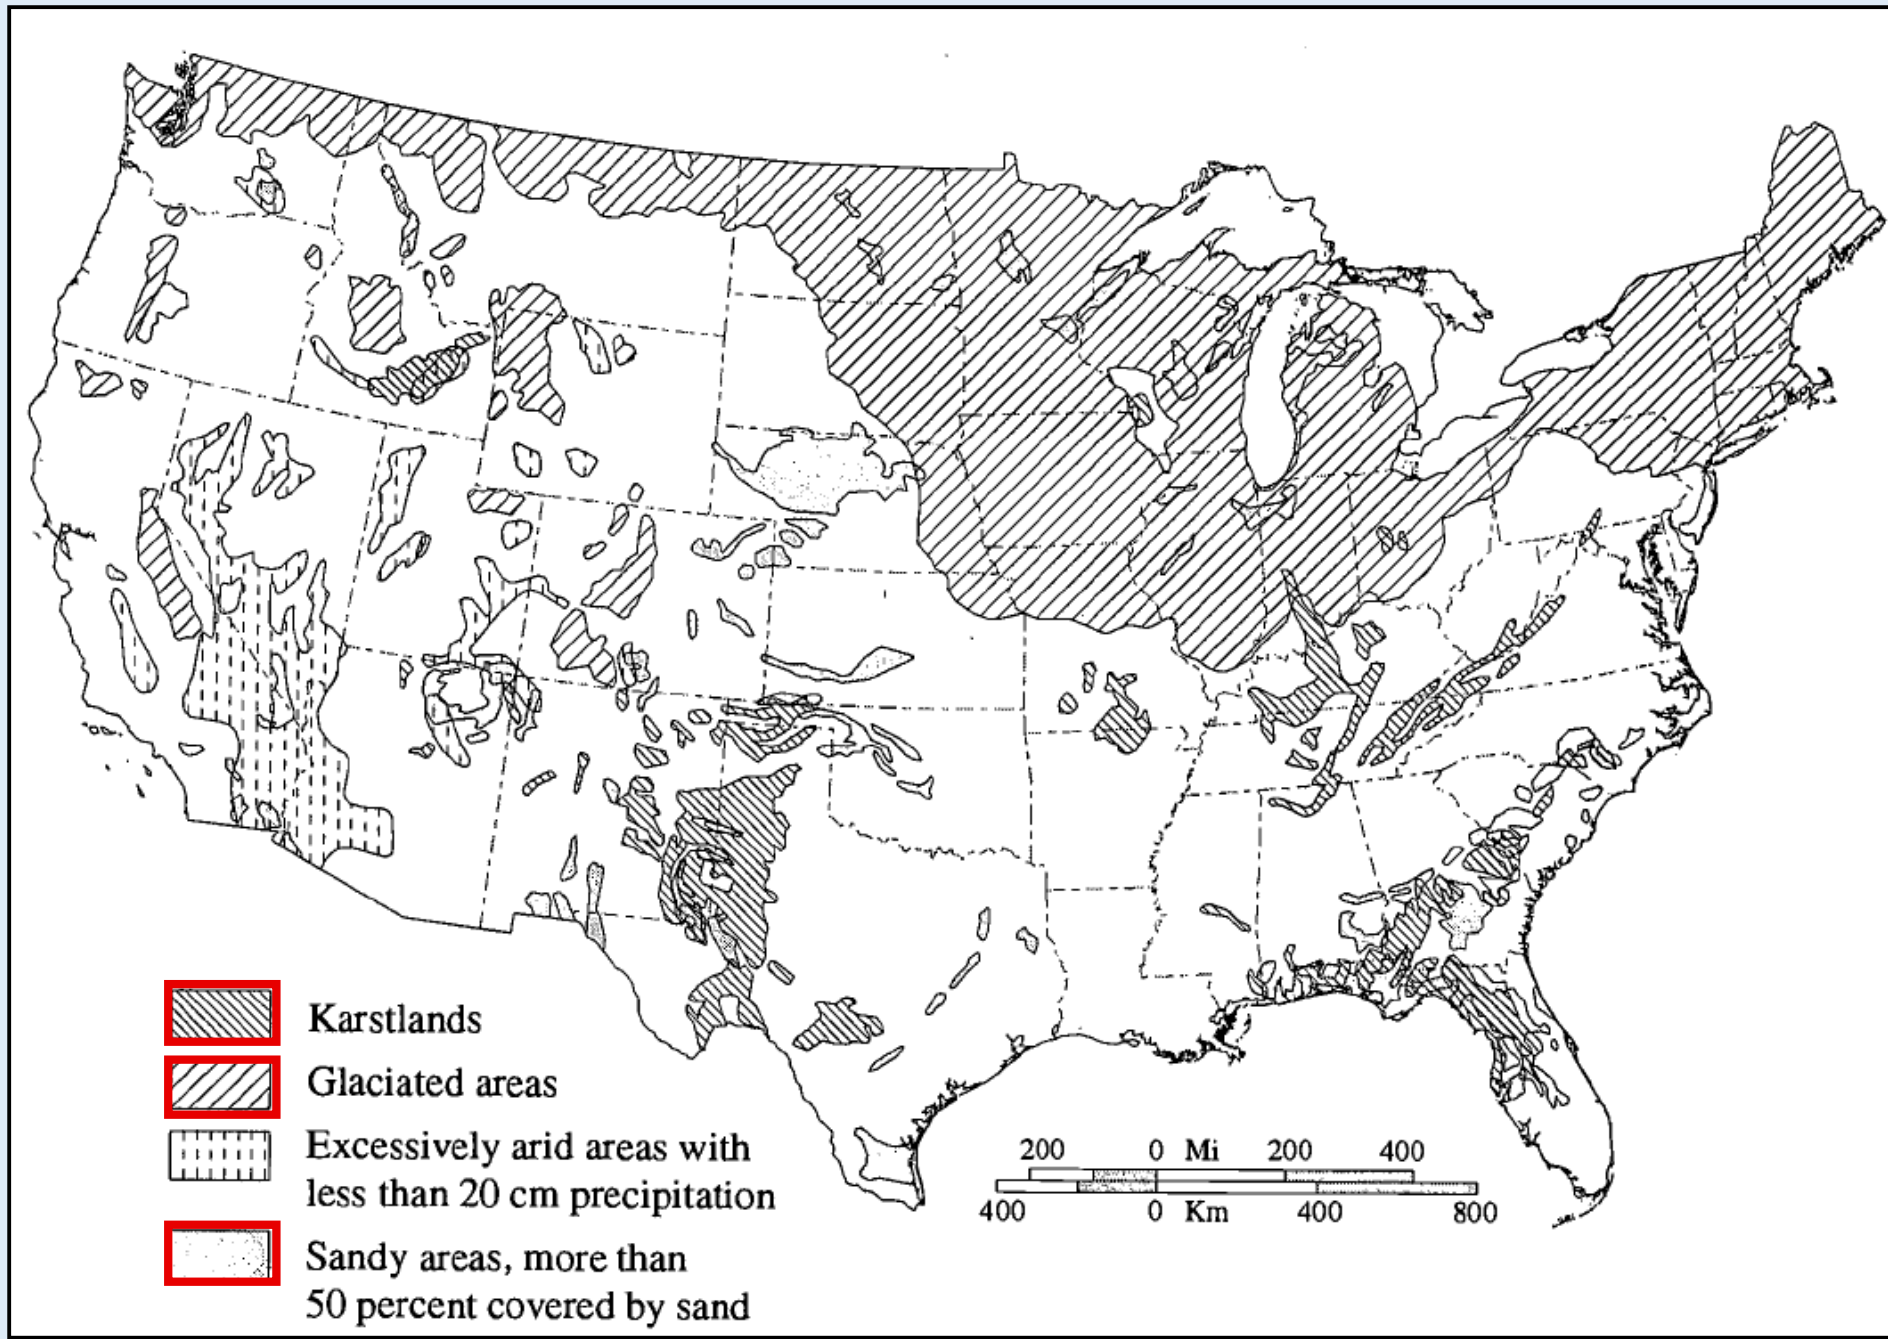 Karstlands
Glaciated areas
Excessively arid areas with
less than 20 cm precipitation
Sandy areas, more than
50 percent covered by sand
200 0 Mi 200 400
400 0 Km 400 800